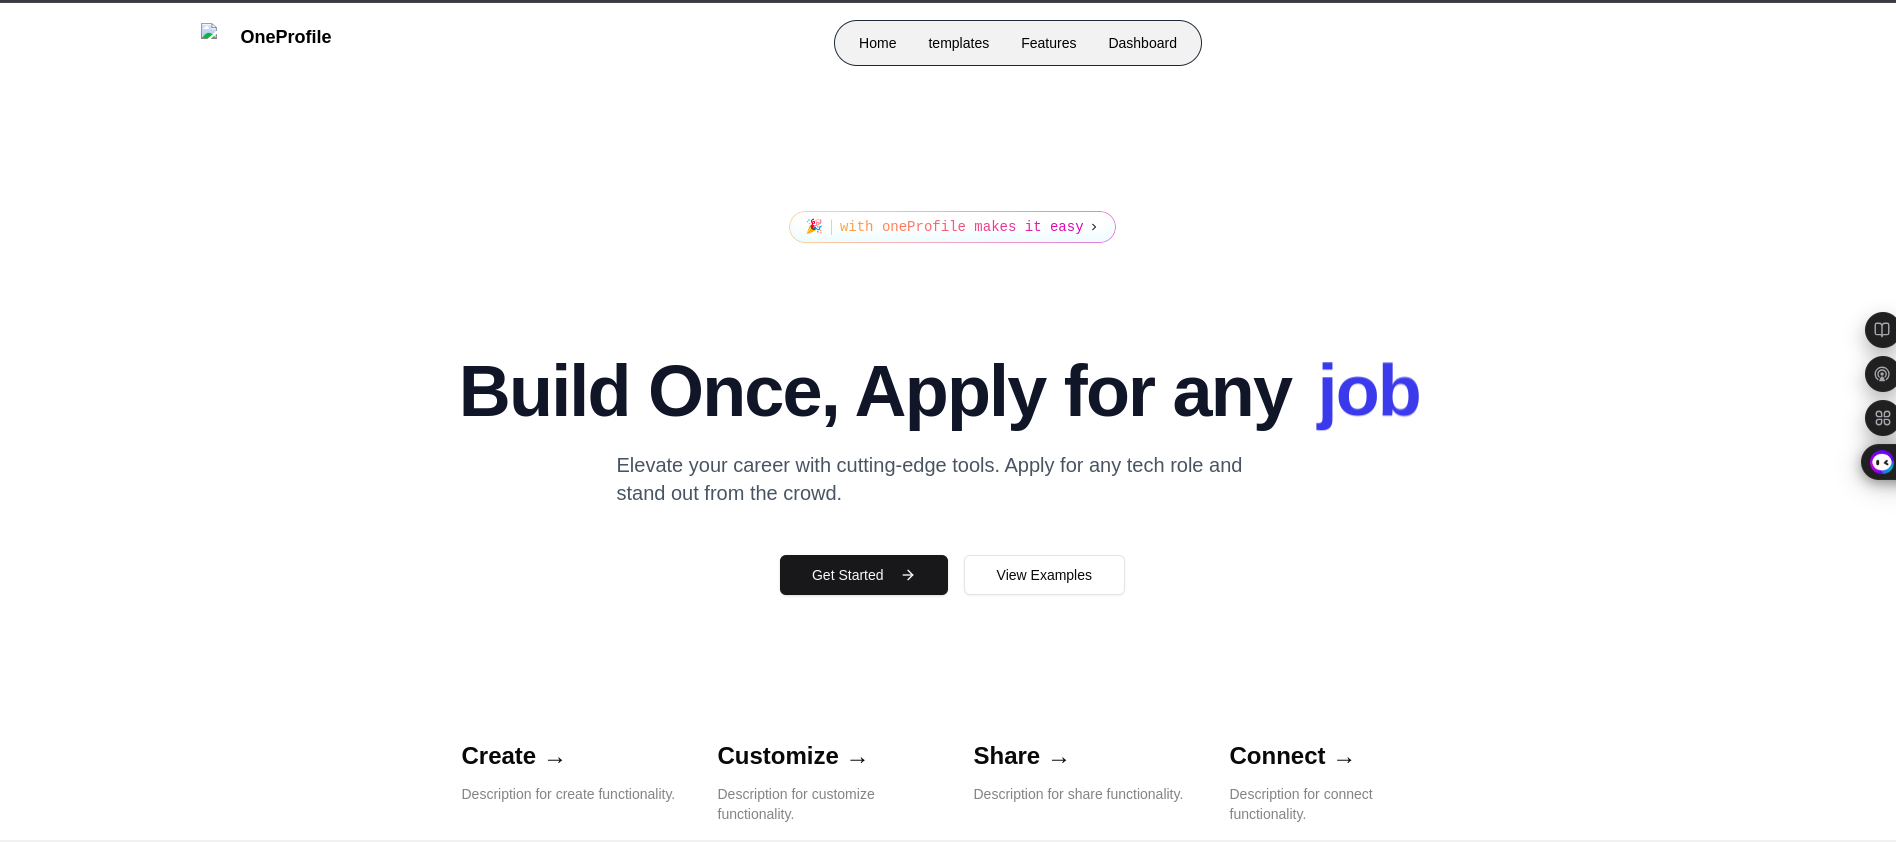 OneProfile
Home templates Features Dashboard
🎉 with oneProfile makes it easy
Build Once, Apply for any job
Elevate your career with cutting-edge tools. Apply for any tech role and
stand out from the crowd.
Get Started → View Examples
Create →
Description for create functionality.
Customize →
Description for customize
functionality.
Share →
Description for share functionality.
Connect →
Description for connect
functionality.